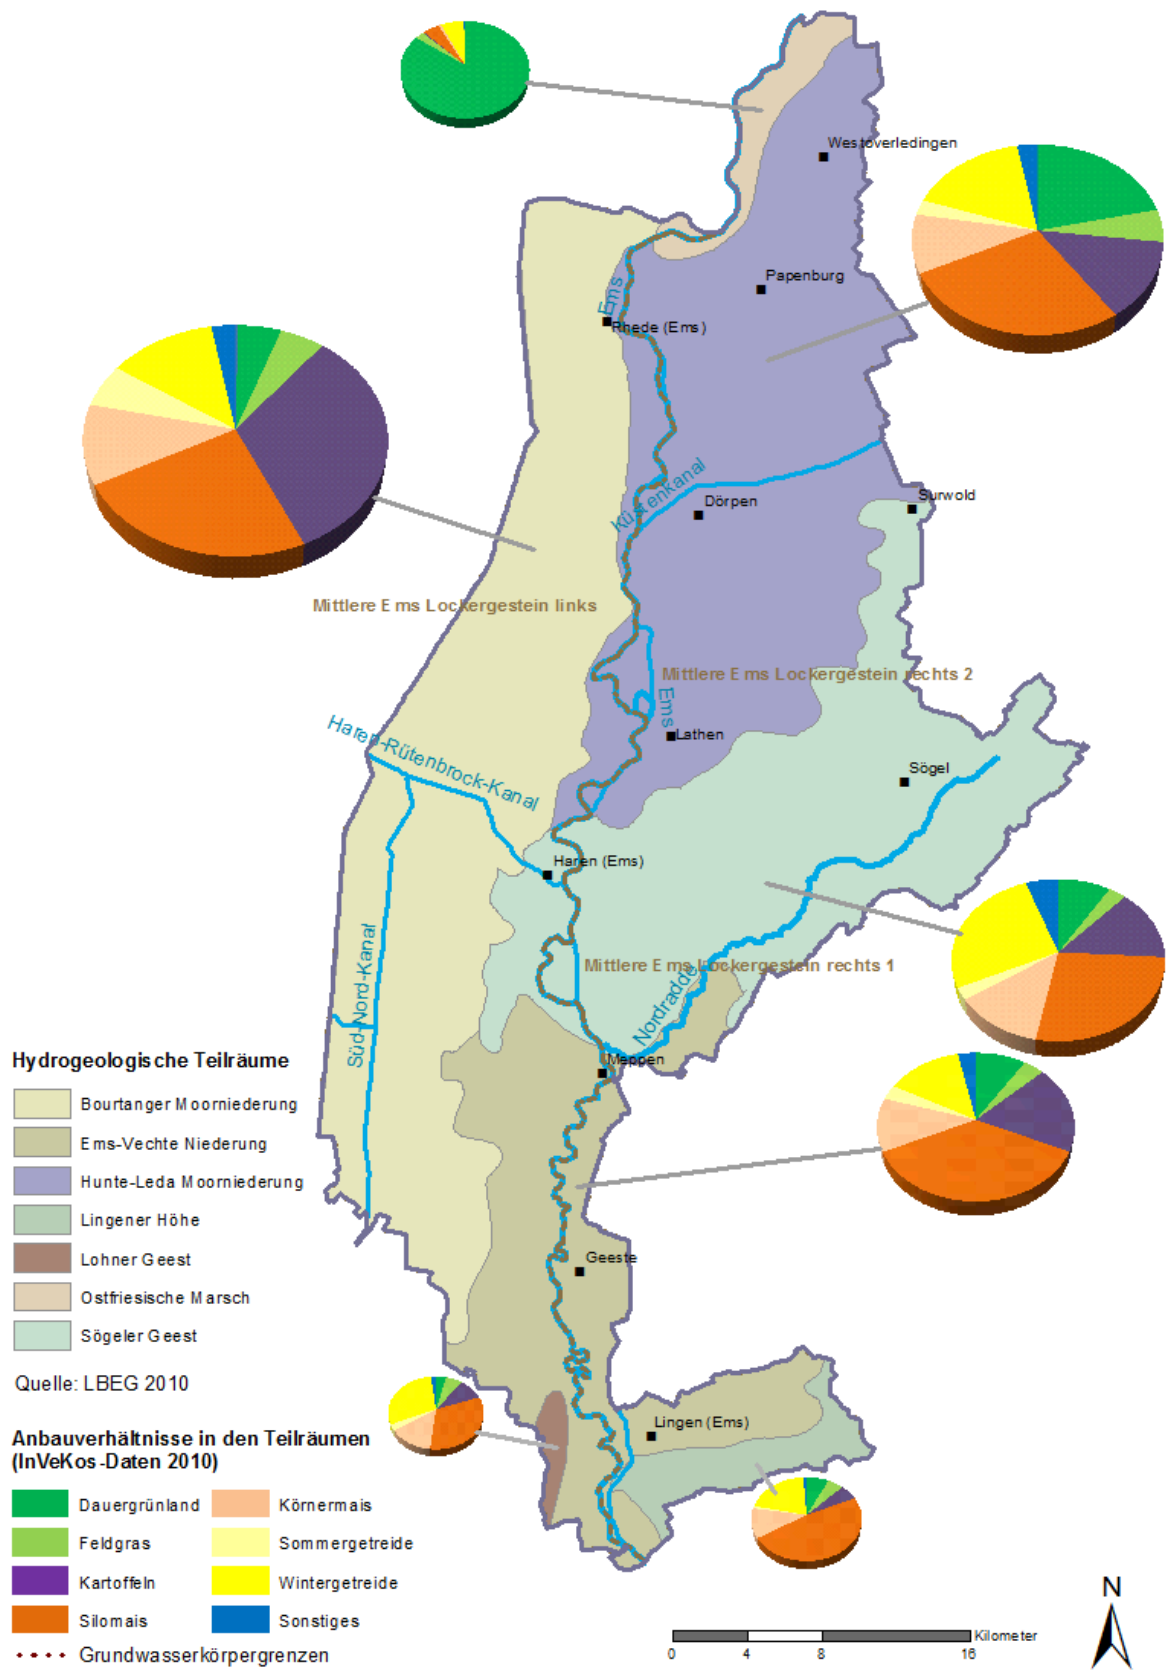 Westoverledingen
Papenburg
Ems
Rhede (Ems)
Küstenkanal
Dörpen
Surwold
Mittlere Ems Lockergestein links
Mittlere Ems Lockergestein rechts 2
Ems
Lathen
Haren-Rütenbrock-Kanal
Sögel
Haren (Ems)
Süd-Nord-Kanal
Mittlere Ems Lockergestein rechts 1
Nordradde
Meppen
Geeste
Lingen (Ems)
Hydrogeologische Teilräume
Bourtanger Moorniederung
Ems-Vechte Niederung
Hunte-Leda Moorniederung
Lingener Höhe
Lohner Geest
Ostfriesische Marsch
Sögeler Geest
Quelle: LBEG 2010
Anbauverhältnisse in den Teilräumen
(InVeKos-Daten 2010)
Dauergrünland
Feldgras
Kartoffeln
Silomais
Körnermais
Sommergetreide
Wintergetreide
Sonstiges
Grundwasserkörpergrenzen
N
Kilometer
0 4 8 16